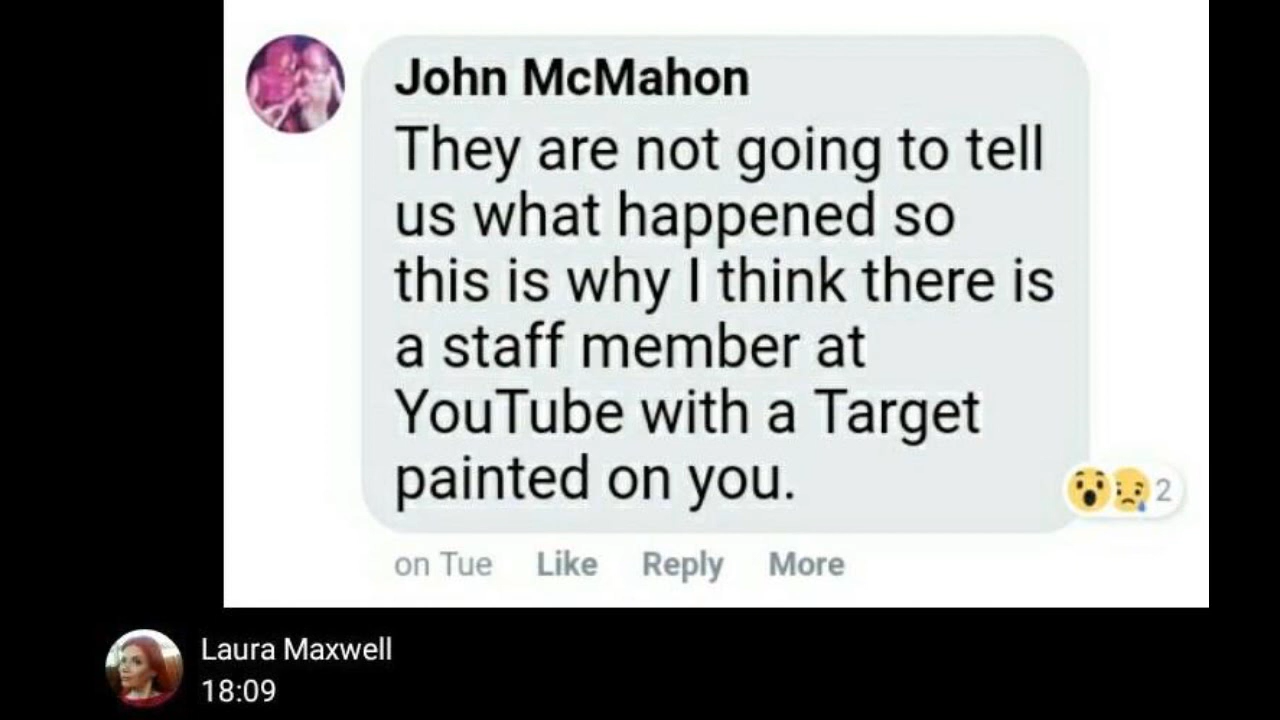 John McMahon
They are not going to tell
us what happened so
this is why I think there is
a staff member at
YouTube with a Target
painted on you.
2
on Tue Like Reply More
Laura Maxwell
18:09